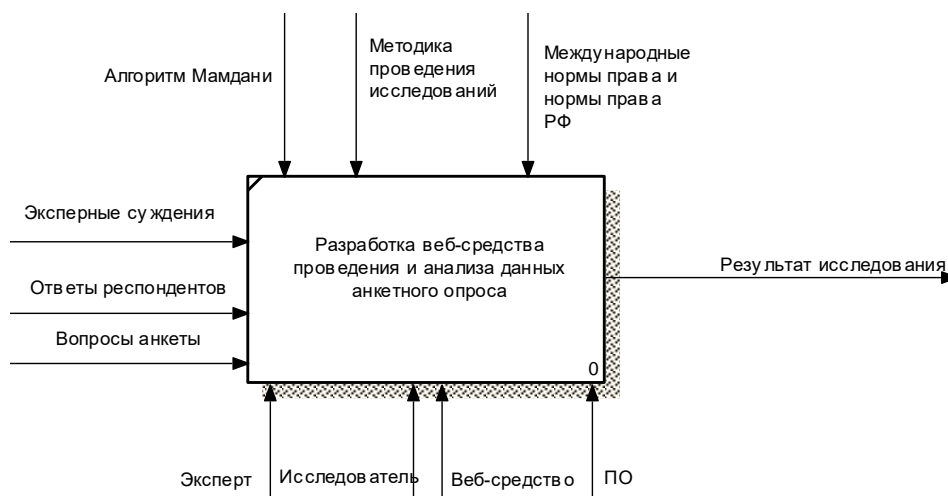 Алгоритм Мамдани
Методика
проведения
исследований
Международные
нормы права и
нормы права
РФ
Эксперные суждения
Ответы респондентов
Вопросы анкеты
Разработка веб-средства
проведения и анализа данных
анкетного опроса
0
Результат исследования
Эксперт
Исследователь
Веб-средство
ПО